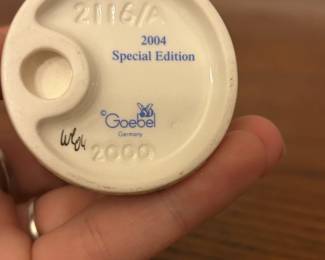 2116/A
2004
Special Edition
© Goebel
Germany
2000